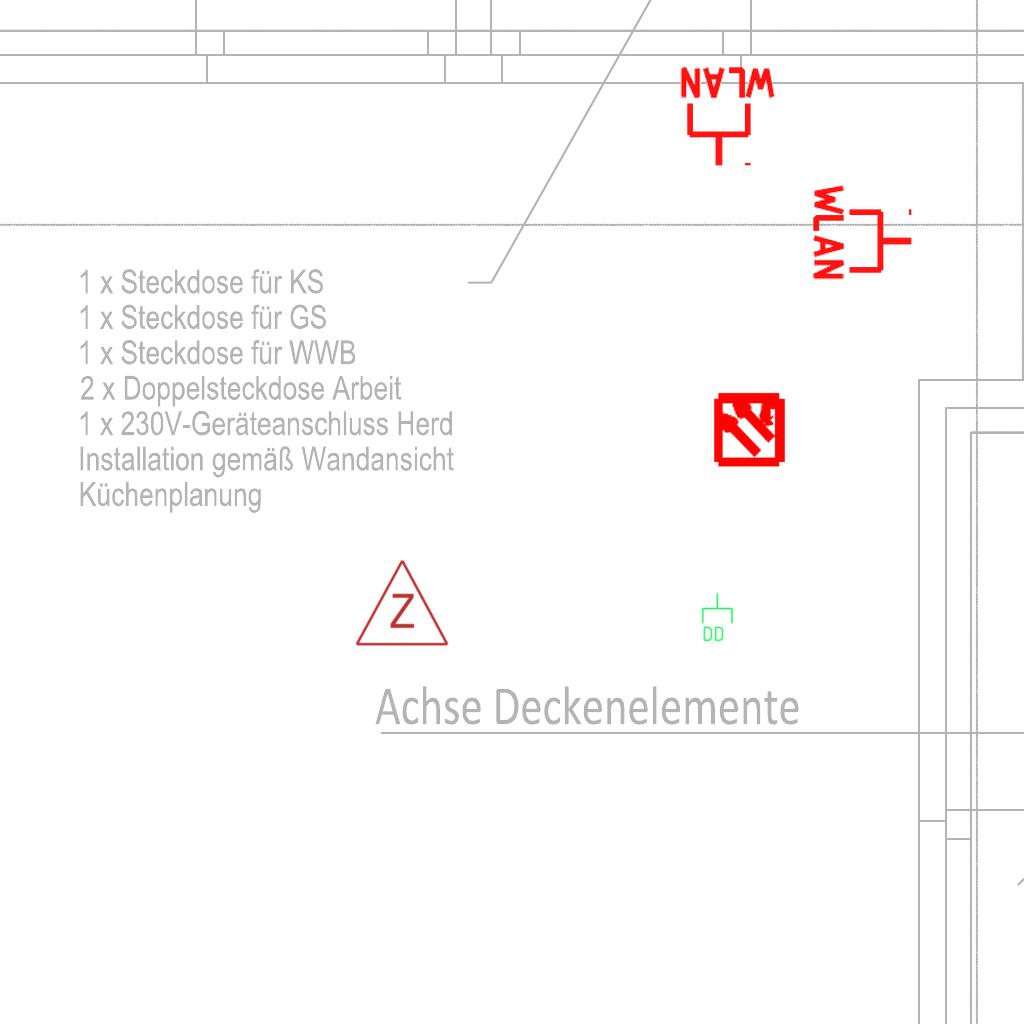 WLAN
WLAN
1 x Steckdose für KS
1 x Steckdose für GS
1 x Steckdose für WWB
2 x Doppelsteckdose Arbeit
1 x 230V-Geräteanschluss Herd
Installation gemäß Wandansicht
Küchenplanung
Z
DD
Achse Deckenelemente